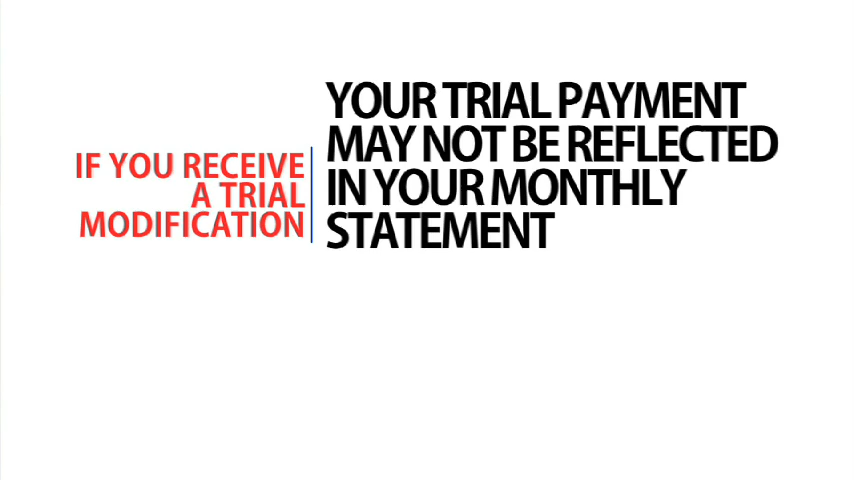 IF YOU RECEIVE
A TRIAL
MODIFICATION
YOUR TRIAL PAYMENT
MAY NOT BE REFLECTED
IN YOUR MONTHLY
STATEMENT